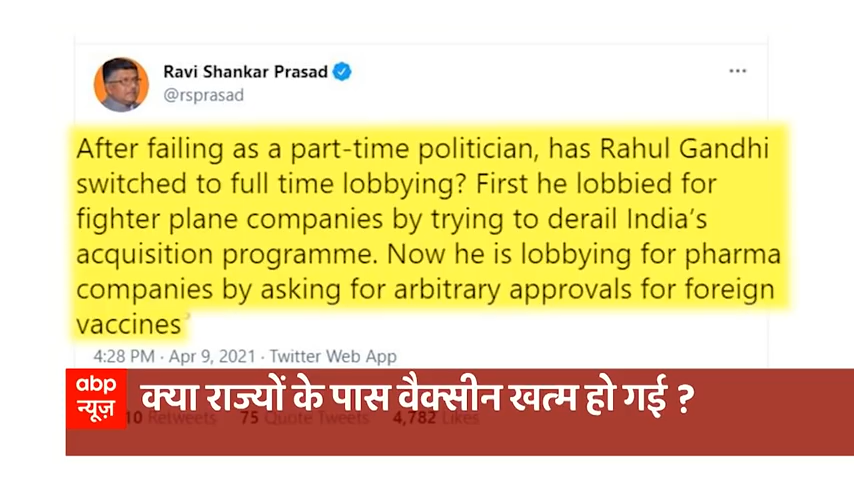 Ravi Shankar Prasad
@rsprasad
After failing as a part-time politician, has Rahul Gandhi
switched to full time lobbying? First he lobbied for
fighter plane companies by trying to derail India's
acquisition programme. Now he is lobbying for pharma
companies by asking for arbitrary approvals for foreign
vaccines
4:28 PM · Apr 9, 2021 · Twitter Web App
abp
न्यूज़
क्या राज्यों के पास वैक्सीन खत्म हो गई ?
Retweets 75 Quote Tweets 4,782 Likes